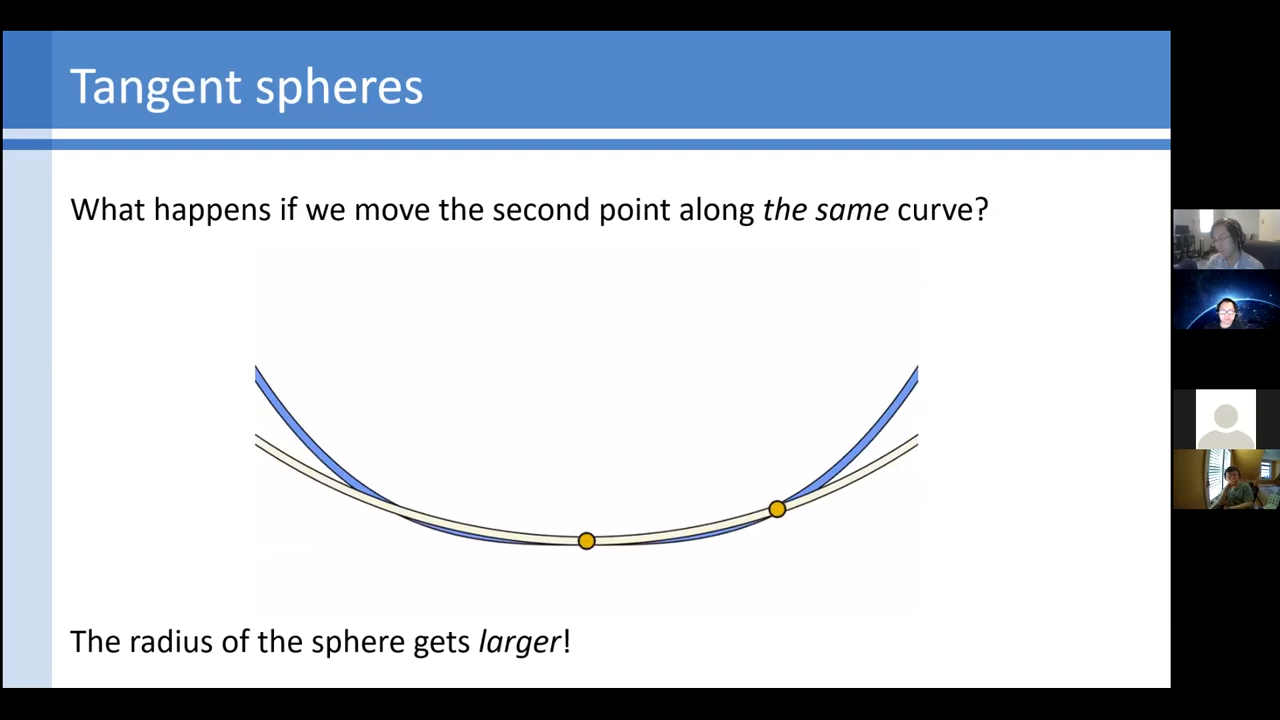 Tangent spheres
What happens if we move the second point along the same curve?
The radius of the sphere gets larger!